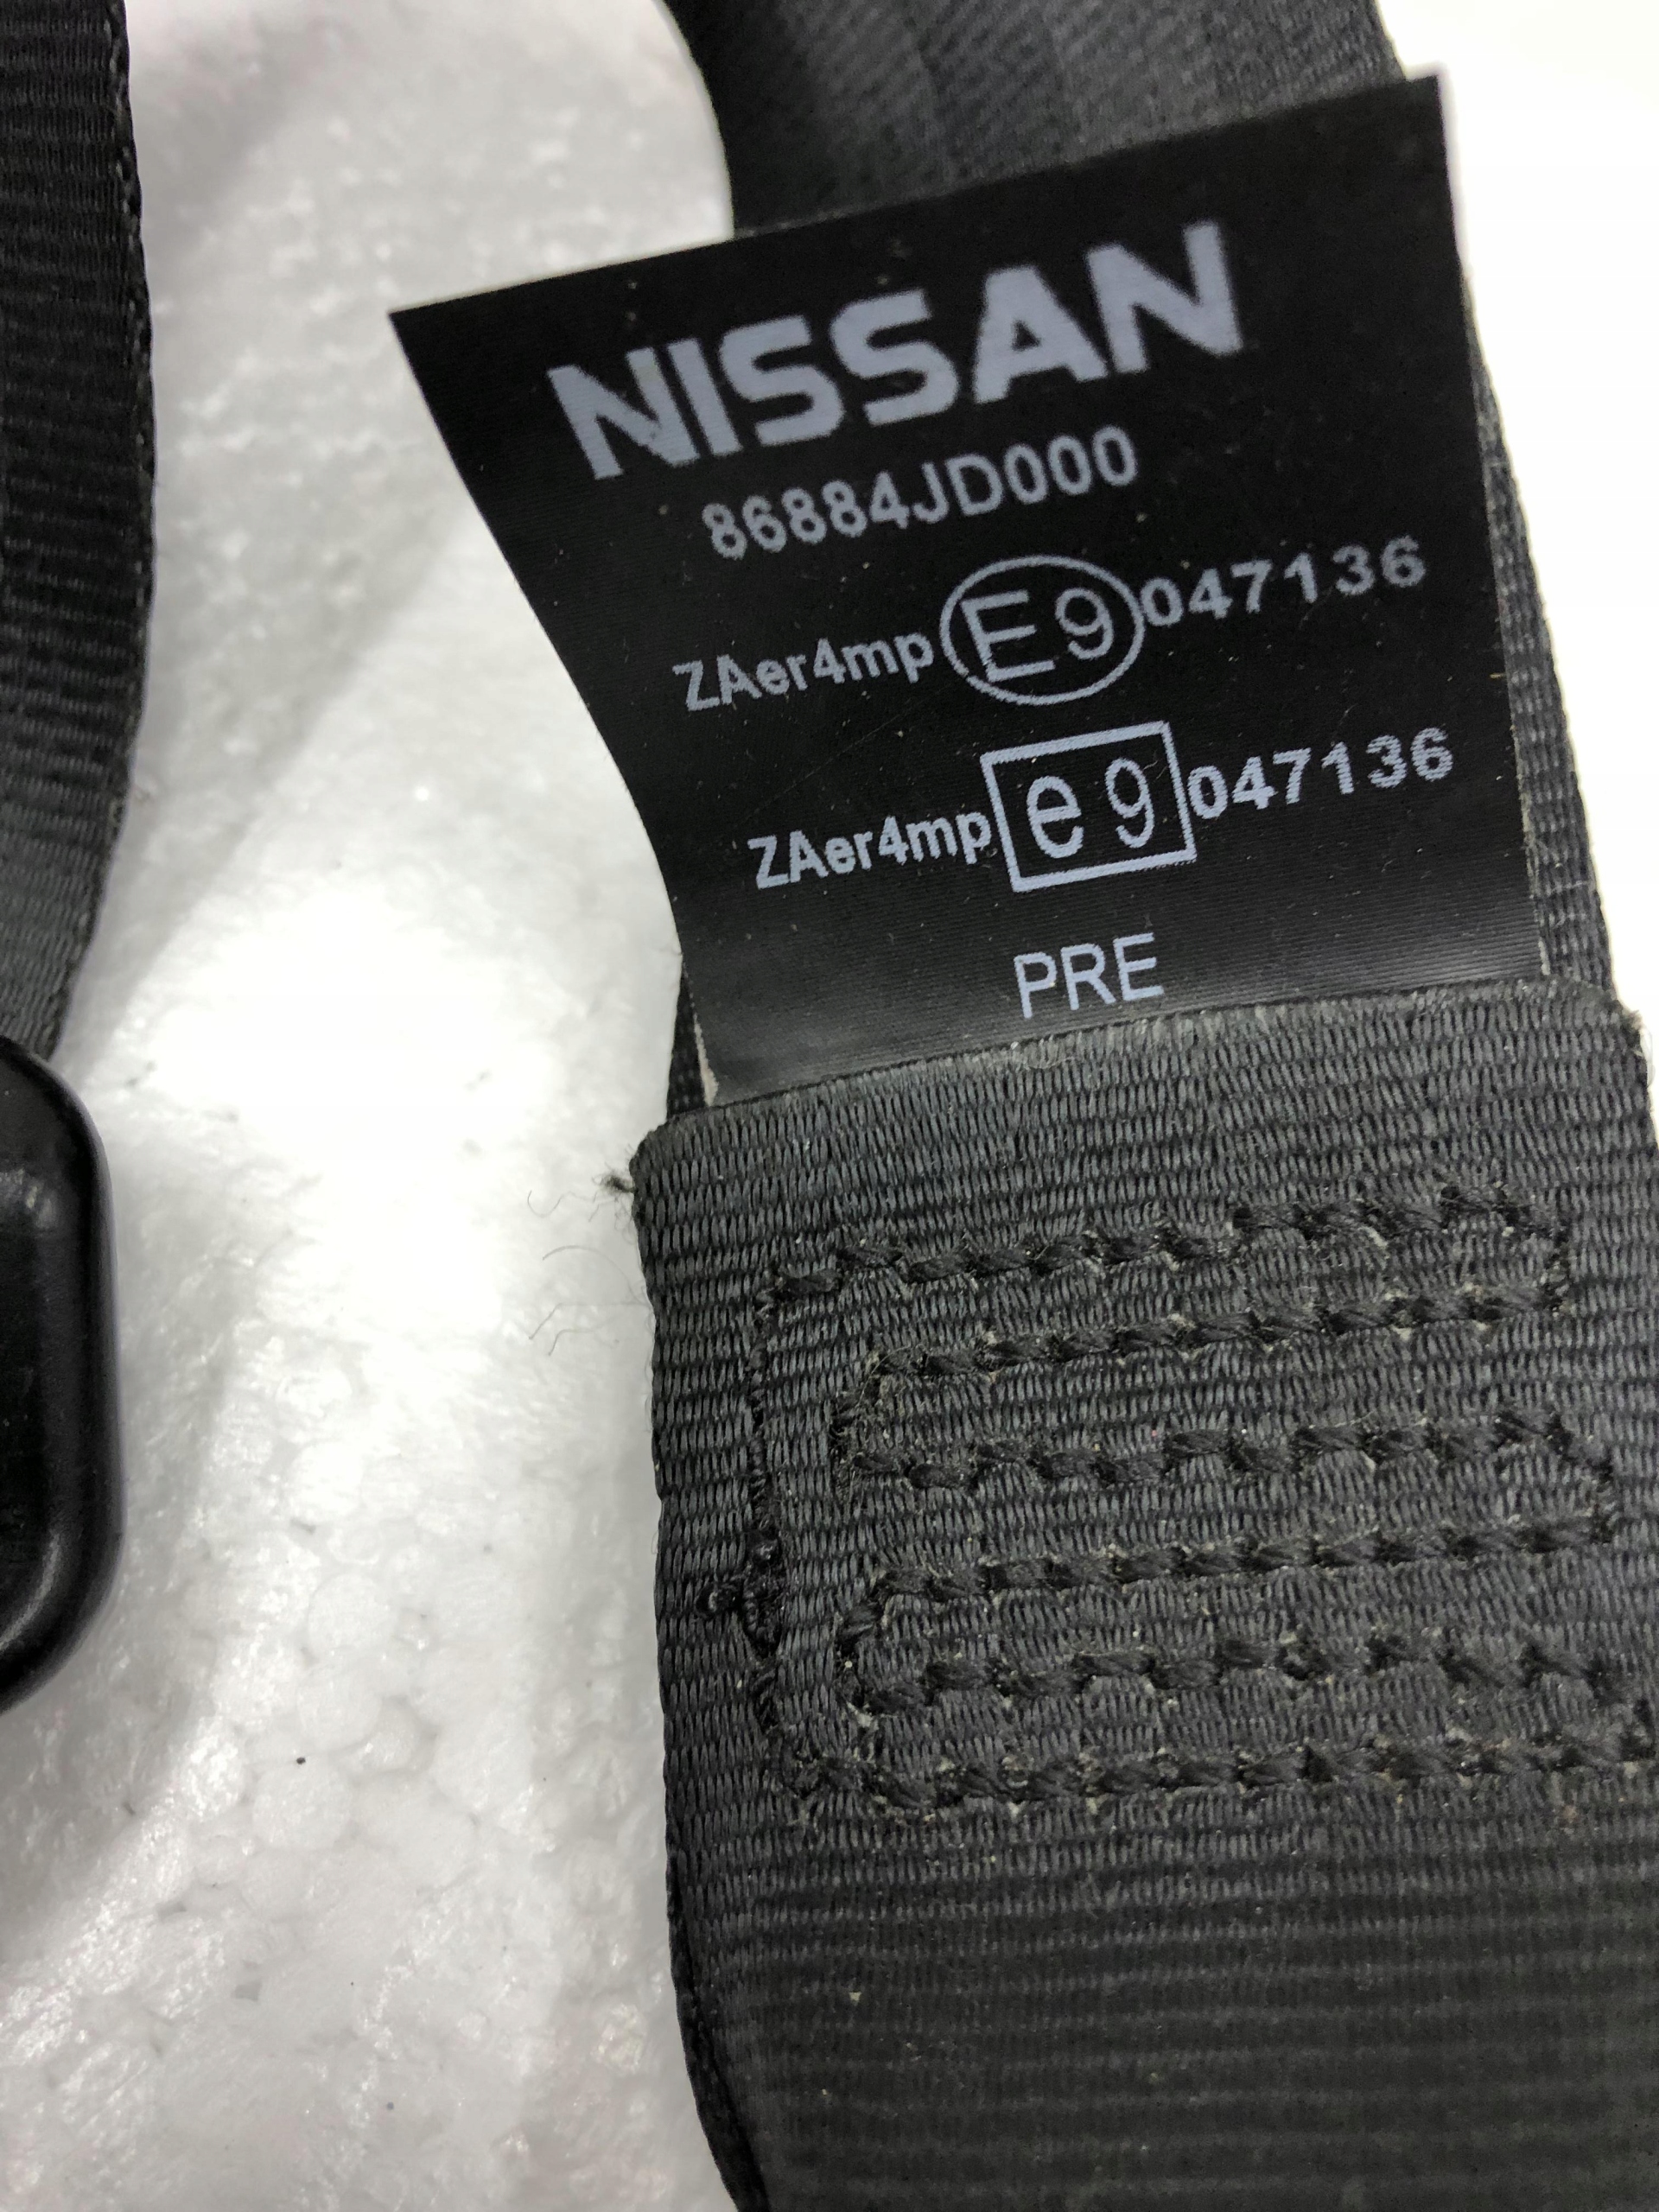 NISSAN
86884JD000
ZAer4mp E9 047136
ZAer4mp e9 047136
PRE